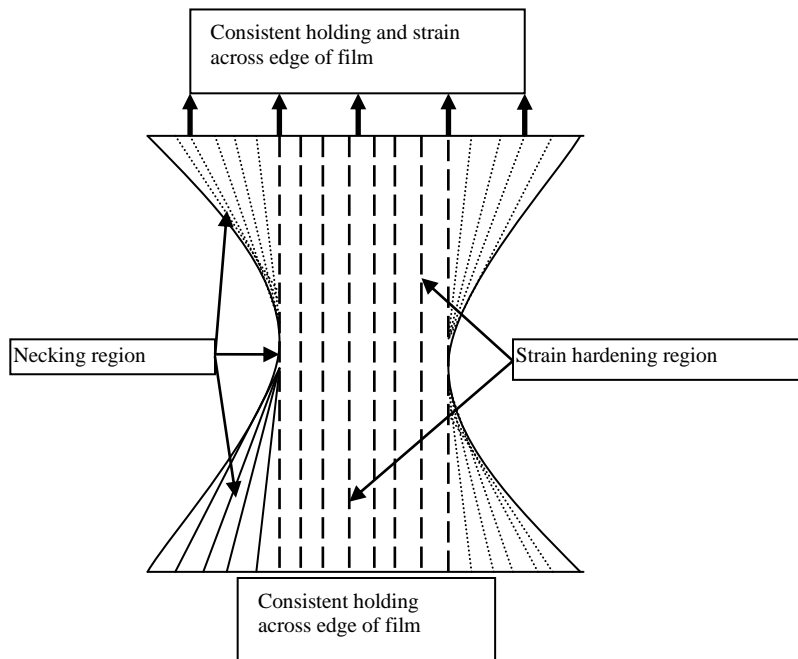 Consistent holding and strain
across edge of film
Necking region
Strain hardening region
Consistent holding
across edge of film